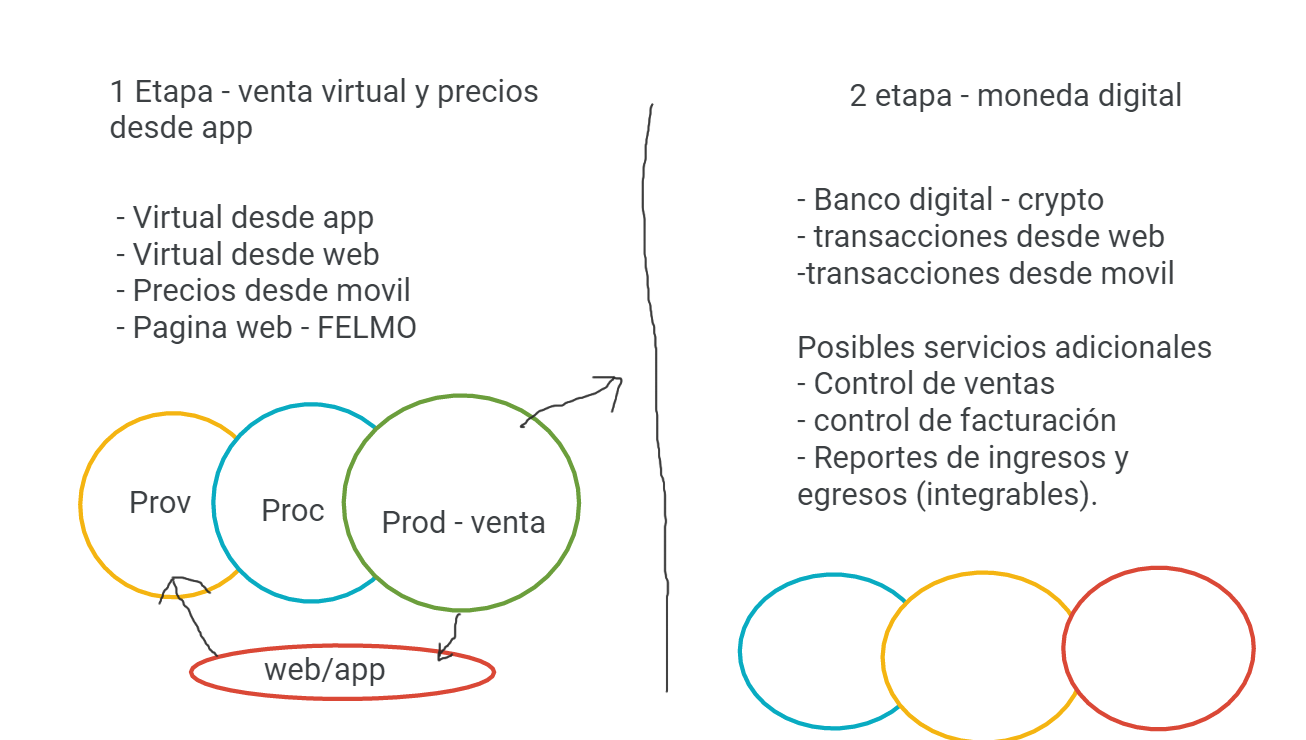 1 Etapa - venta virtual y precios
desde app
- Virtual desde app
- Virtual desde web
- Precios desde movil
- Pagina web - FELMO
Prov
Proc
Prod - venta
web/app
2 etapa - moneda digital
- Banco digital - crypto
- transacciones desde web
-transacciones desde movil
Posibles servicios adicionales
- Control de ventas
- control de facturación
- Reportes de ingresos y
egresos (integrables).